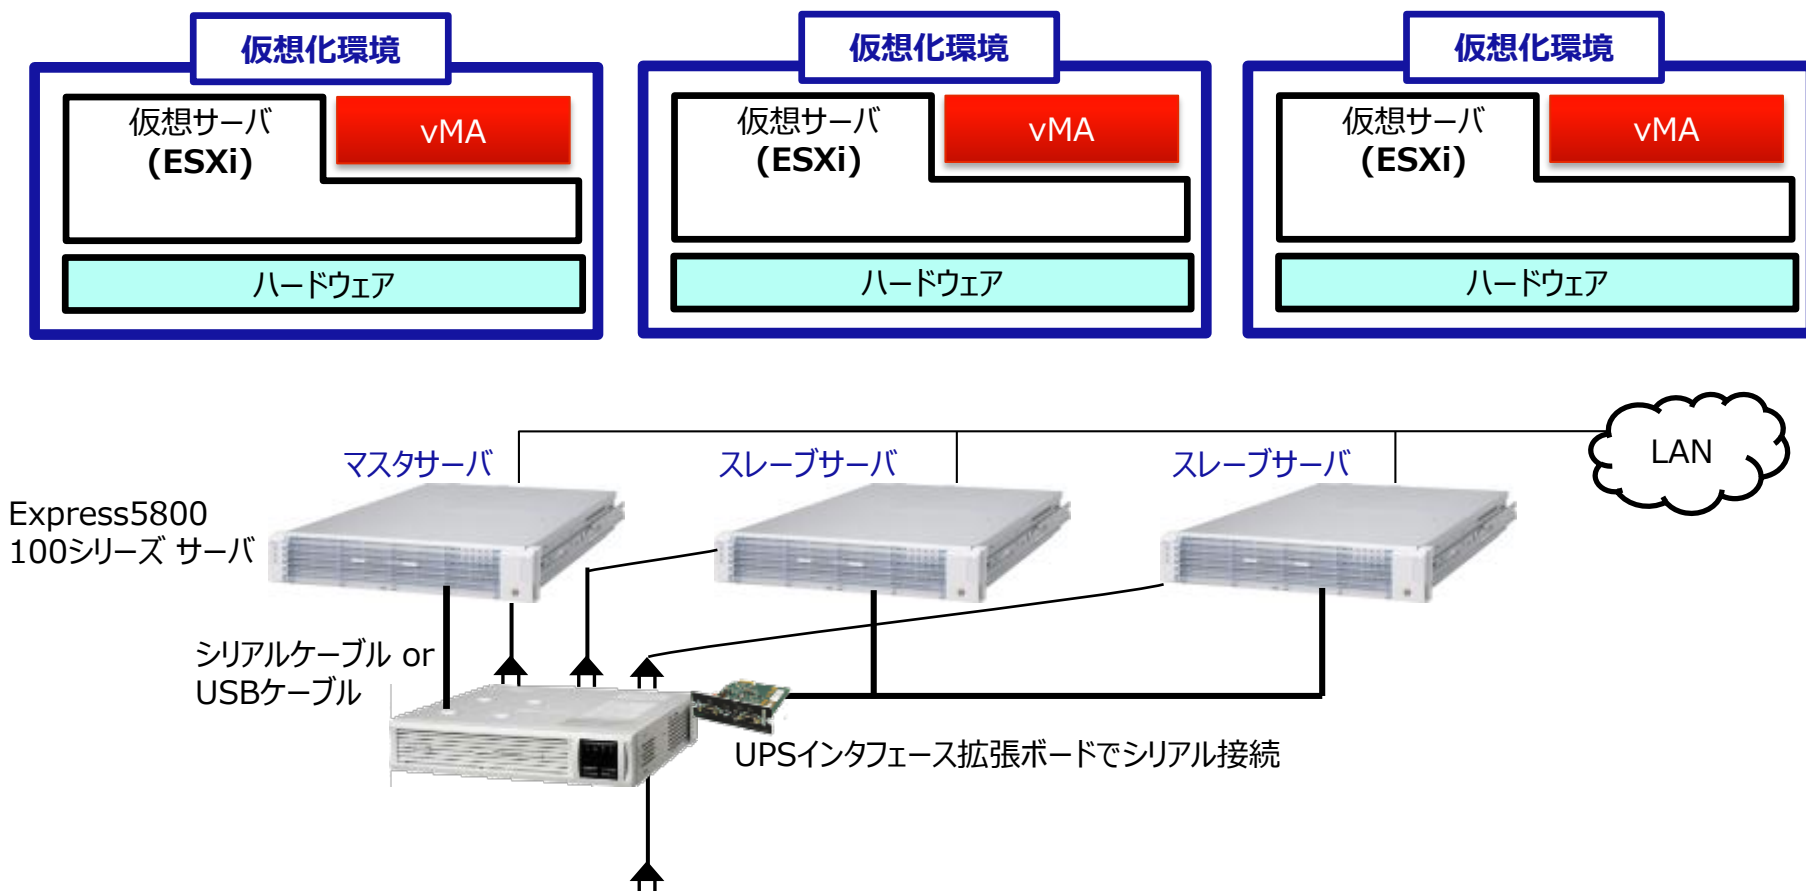 仮想化環境
仮想サーバ
(ESXi)
vMA
ハードウェア
仮想化環境
仮想サーバ
(ESXi)
vMA
ハードウェア
仮想化環境
仮想サーバ
(ESXi)
vMA
ハードウェア
LAN
マスタサーバ
スレーブサーバ
スレーブサーバ
Express5800
100シリーズ サーバ
シリアルケーブル or
USBケーブル
UPSインタフェース拡張ボードでシリアル接続